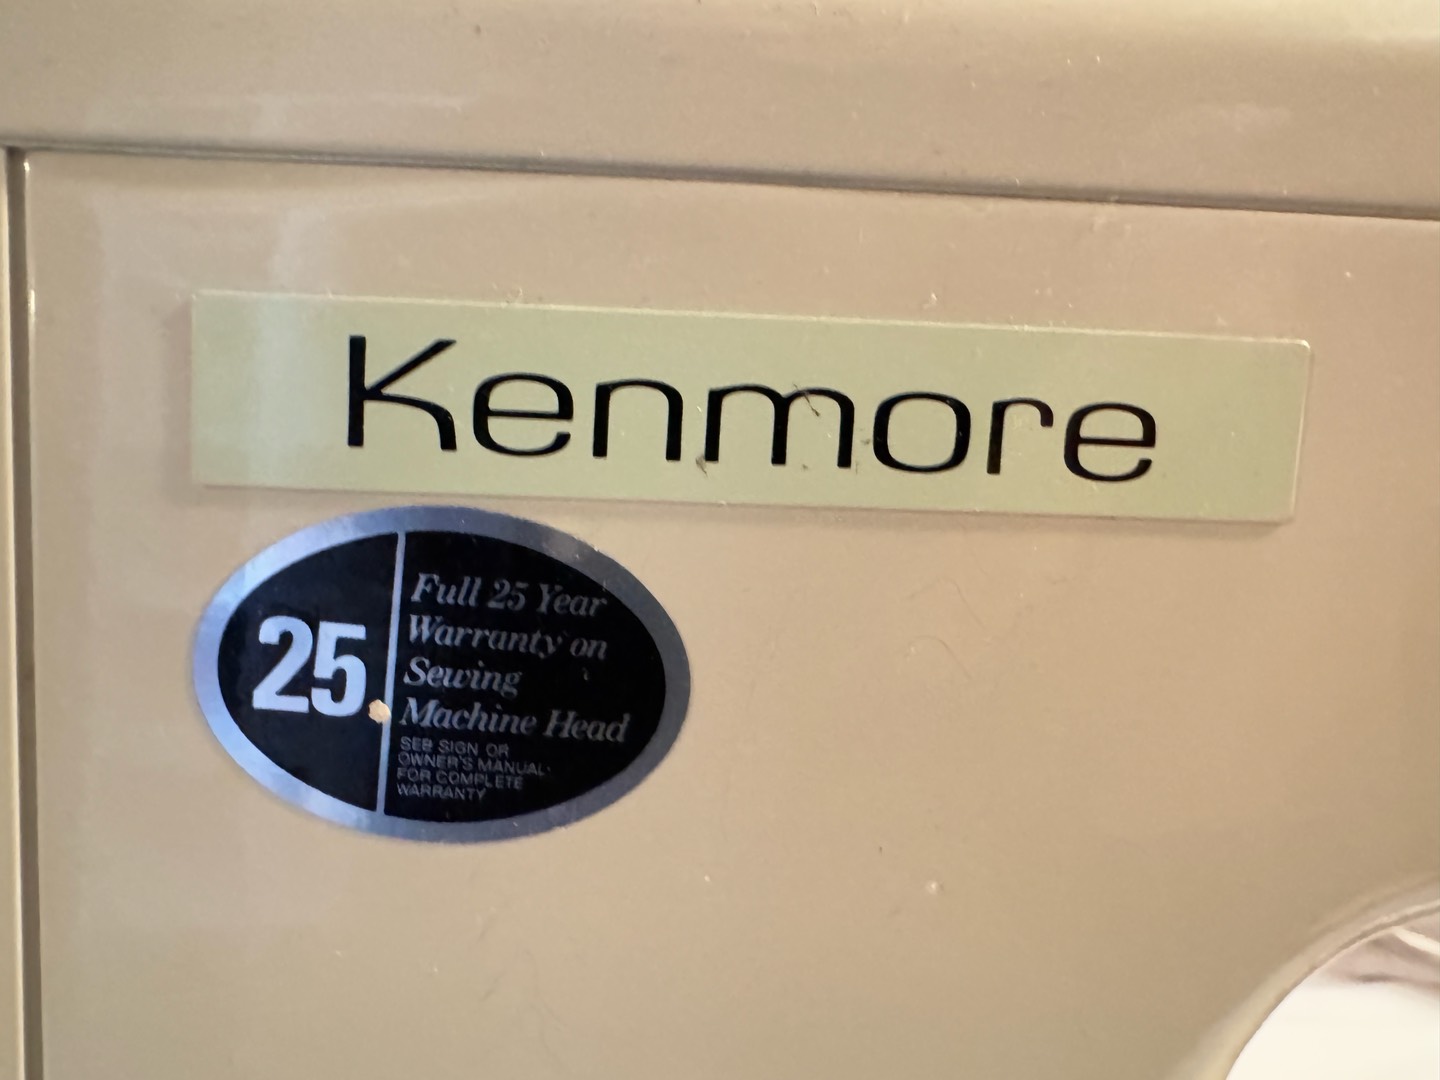 Kenmore
25
Full 25 Year
Warranty on
Sewing
Machine Head
SEE SIGN OR
OWNER'S MANUAL
FOR COMPLETE
WARRANTY